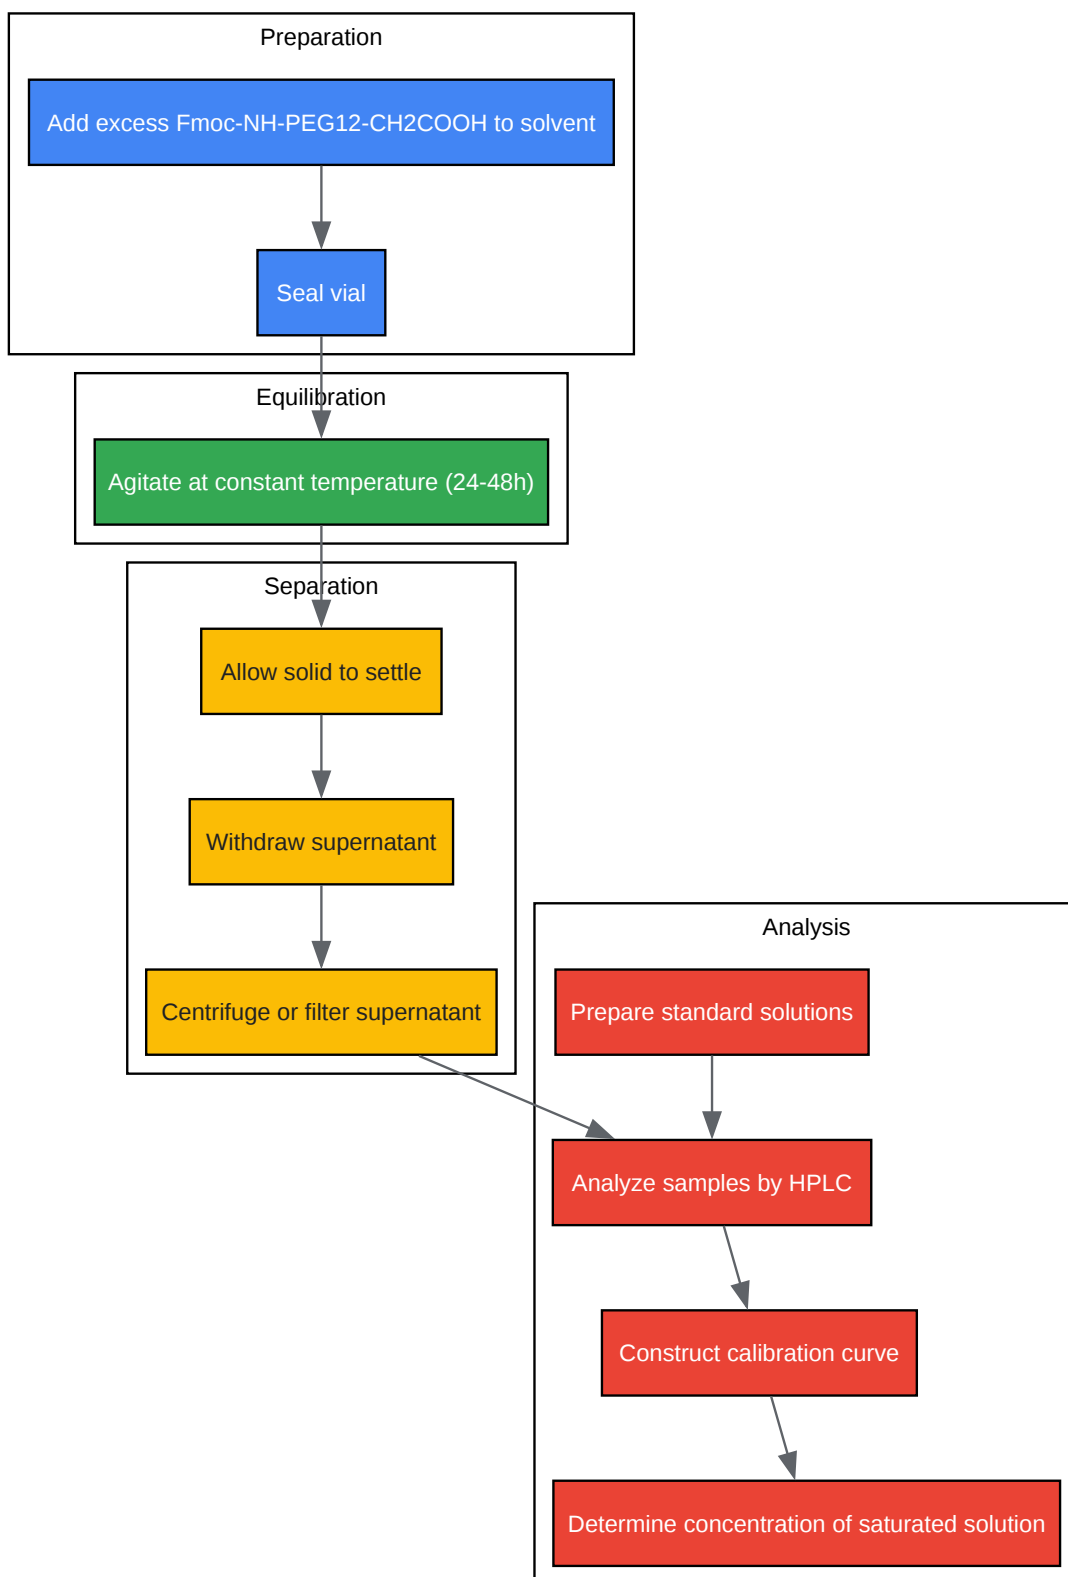 Preparation
Add excess Fmoc-NH-PEG12-CH2COOH to solvent
Seal vial
Equilibration
Agitate at constant temperature (24-48h)
Separation
Allow solid to settle
Withdraw supernatant
Centrifuge or filter supernatant
Analysis
Prepare standard solutions
Analyze samples by HPLC
Construct calibration curve
Determine concentration of saturated solution